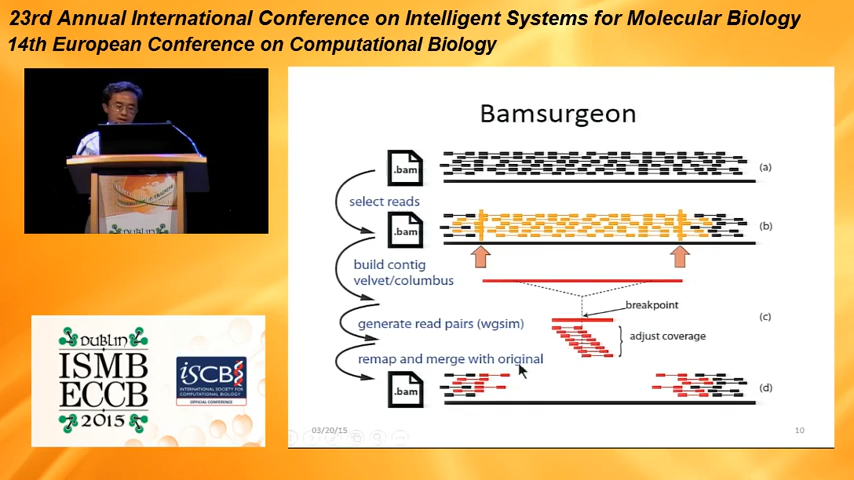 23rd Annual International Conference on Intelligent Systems for Molecular Biology
14th European Conference on Computational Biology
Bamsurgeon
.bam
(a)
select reads
.bam
(b)
build contig
velvet/columbus
breakpoint
(c)
generate read pairs (wgsim)
adjust coverage
remap and merge with original
.bam
(d)
03/20/15
10
DUBLIN
ISMB
ECCB
2015
ISCB
INTERNATIONAL SOCIETY FOR
COMPUTATIONAL BIOLOGY
OFFICIAL CONFERENCE
DUBLIN